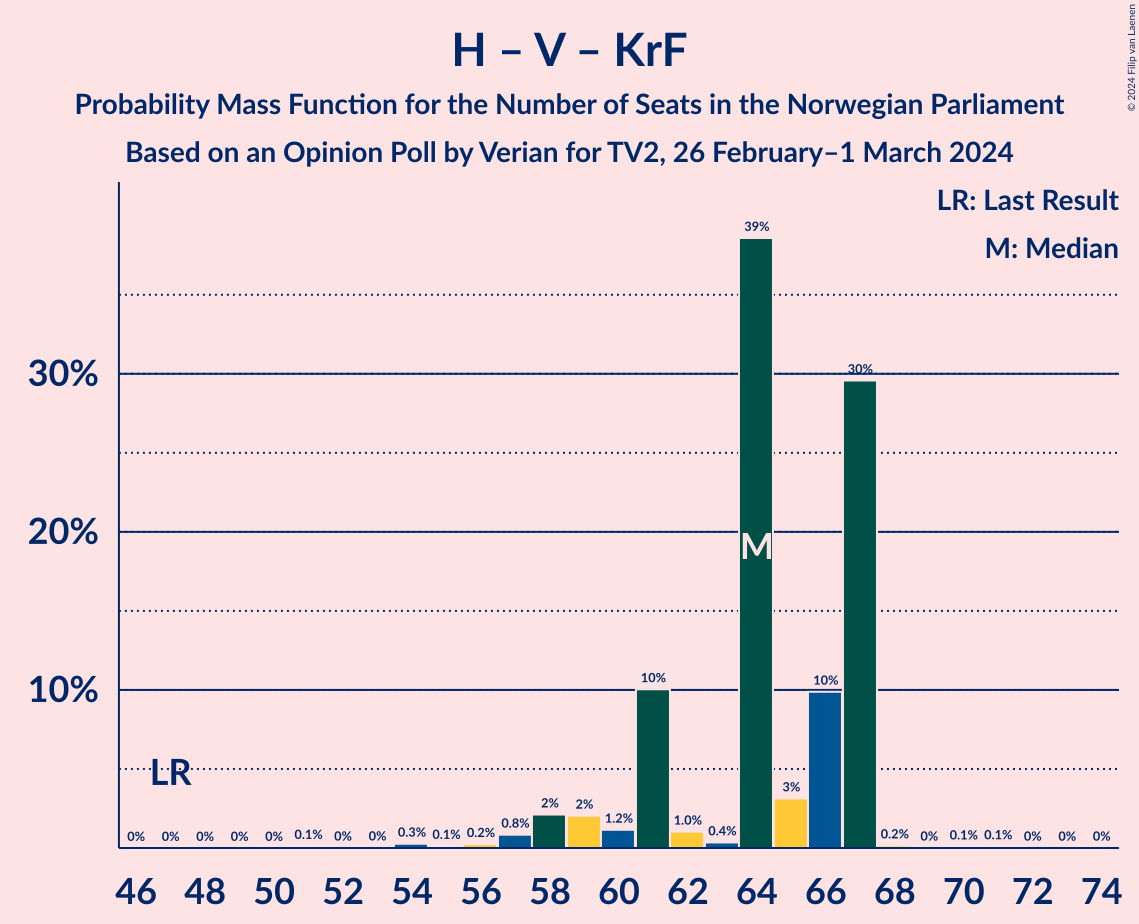 H – V – KrF
Probability Mass Function for the Number of Seats in the Norwegian Parliament
Based on an Opinion Poll by Verian for TV2, 26 February–1 March 2024
© 2024 Filip van Laenen
LR: Last Result
M: Median
39%
30%
30%
20%
M
10%
10%
10%
LR
3%
2%
2%
0% 0% 0% 0% 0% 0.1% 0% 0% 0.3% 0.1% 0.2% 0.8% 1.2% 1.0% 0.4% 0.2% 0% 0.1% 0.1% 0% 0% 0%
46 48 50 52 54 56 58 60 62 64 66 68 70 72 74